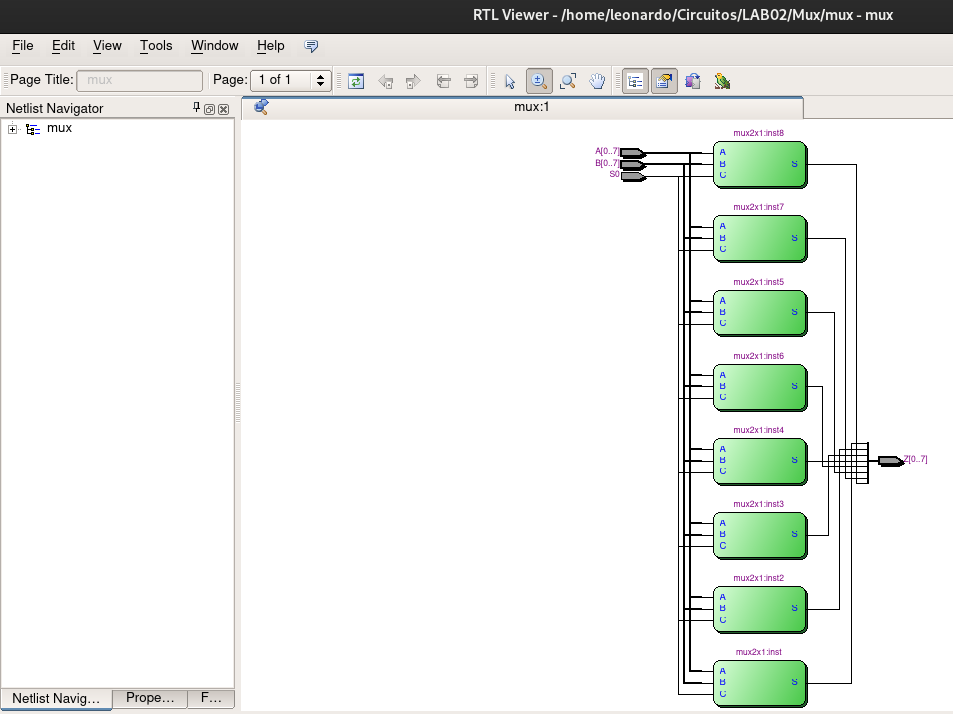 RTL Viewer - /home/leonardo/Circuitos/LAB02/Mux/mux - mux
File Edit View Tools Window Help
Page Title: mux Page: 1 of 1
Netlist Navigator
mux:1
mux
mux2x1:inst8
A[0..7]
B[0..7]
S0
A
B
C
S
mux2x1:inst7
A
B
C
S
mux2x1:inst5
A
B
C
S
mux2x1:inst6
A
B
C
S
mux2x1:inst4
A
B
C
S
Z[0..7]
mux2x1:inst3
A
B
C
S
mux2x1:inst2
A
B
C
S
mux2x1:inst
A
B
C
S
Netlist Navig... Prope... F...